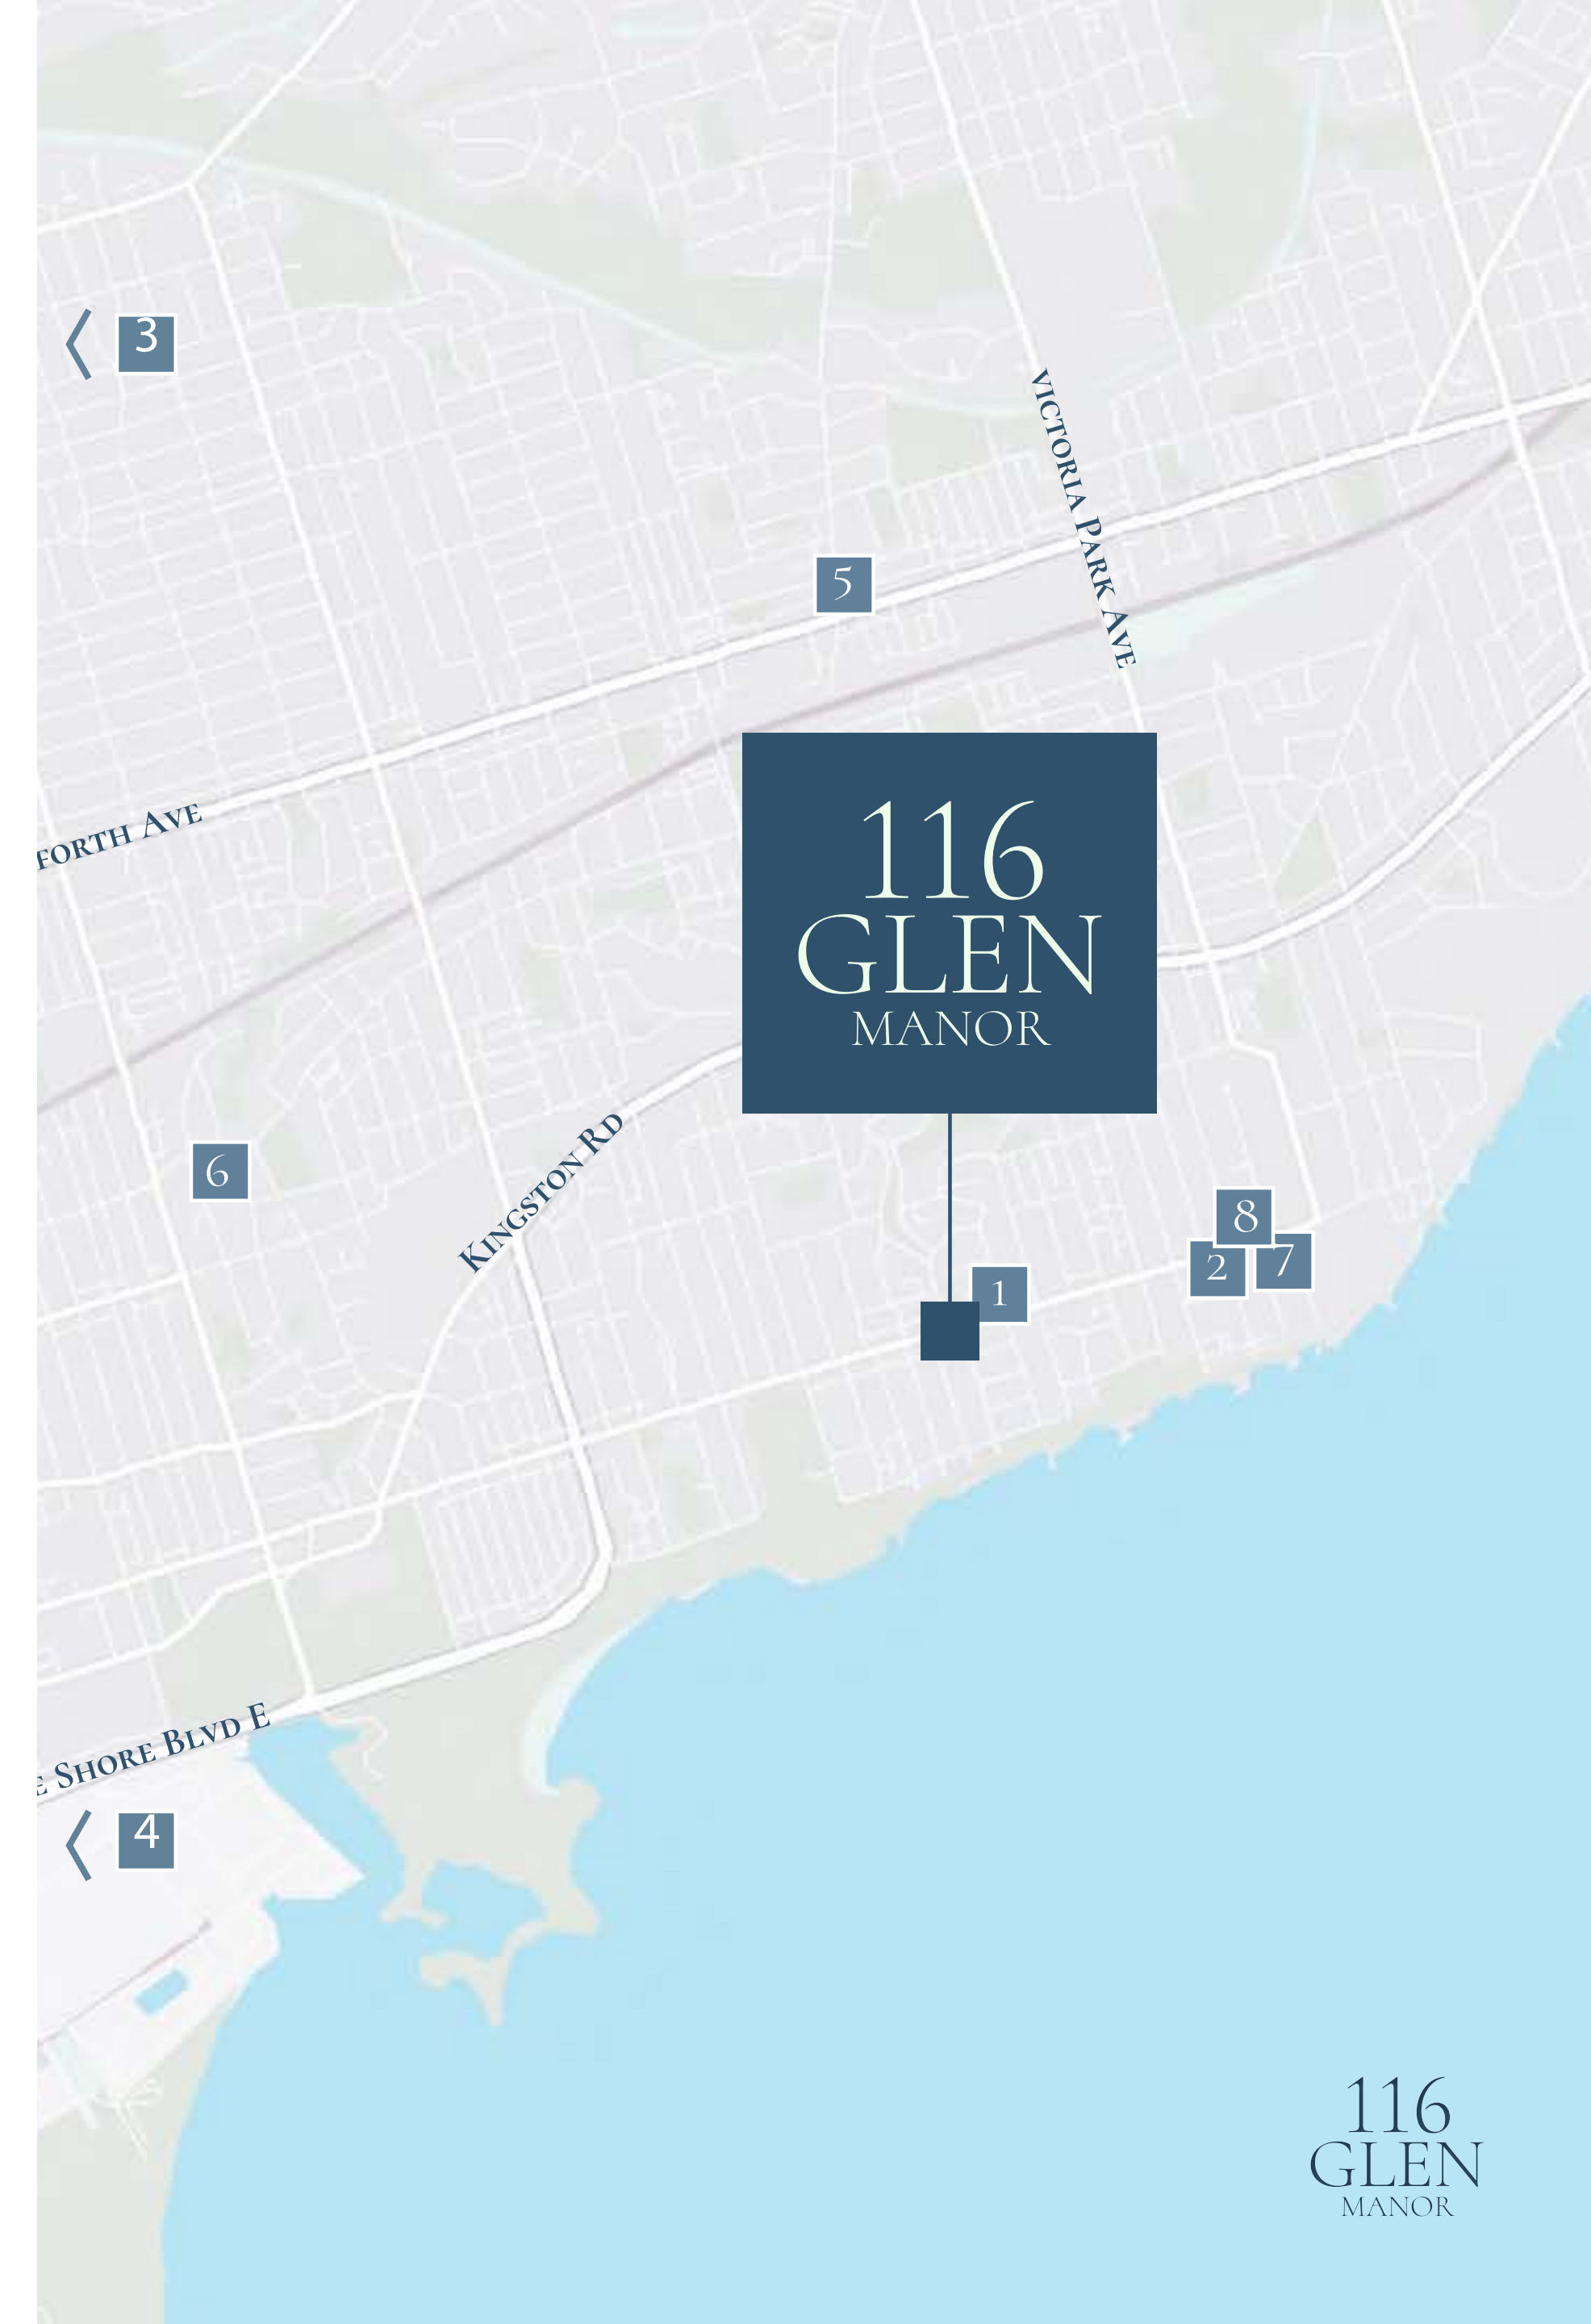 3
VICTORIA PARK AVE
5
116
GLEN
MANOR
FORTH AVE
KINGSTON RD
6
8
2
7
1
E SHORE BLVD E
4
116
GLEN
MANOR